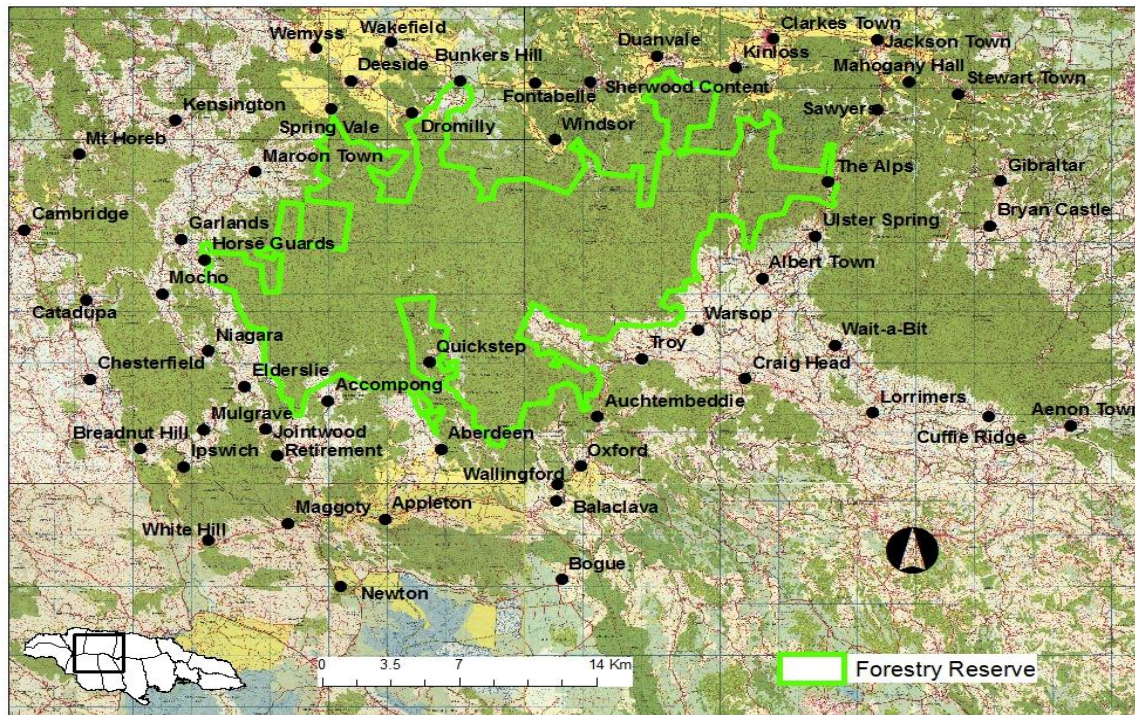 Clarkes Town
Wakefield
Wemyss
Duanvale
Jackson Town
Bunkers Hill
Kinloss
Deeside
Mahogany Hall
Stewart Town
Fontabelle
Sherwood Content
Kensington
Sawyers
Spring Vale
Dromilly
Windsor
Mt Horeb
Maroon Town
The Alps
Gibraltar
Cambridge
Garlands
Ulster Spring
Bryan Castle
Horse Guards
Albert Town
Mocho
Catadupa
Warsop
Niagara
Wait-a-Bit
Chesterfield
Quickstep
Troy
Elderslie
Craig Head
Accompong
Mulgrave
Auchtembeddie
Lorrimers
Aenon Town
Breadnut Hill
Jointwood
Aberdeen
Cuffie Ridge
Ipswich
Retirement
Oxford
Wallingford
Maggoty
Appleton
Balaclava
White Hill
Bogue
Newton
0 3.5 7 14 Km
Forestry Reserve